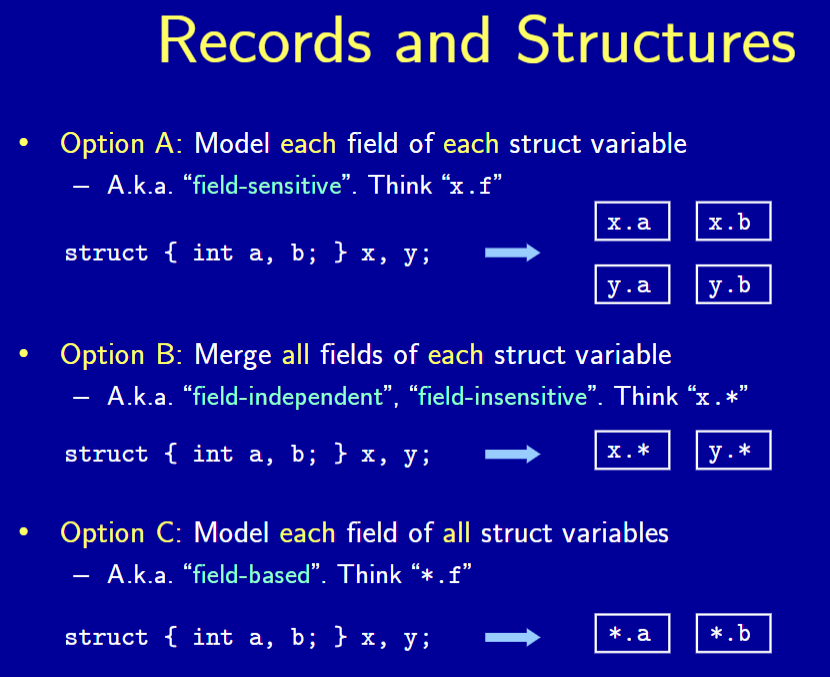 Records and Structures
• Option A: Model each field of each struct variable
– A.k.a. “field-sensitive”. Think “x.f”
x.a x.b
struct { int a, b; } x, y;
y.a y.b
• Option B: Merge all fields of each struct variable
– A.k.a. “field-independent”, “field-insensitive”. Think “x.*”
struct { int a, b; } x, y; x.* y.*
• Option C: Model each field of all struct variables
– A.k.a. “field-based”. Think “*.f”
struct { int a, b; } x, y; *.a *.b